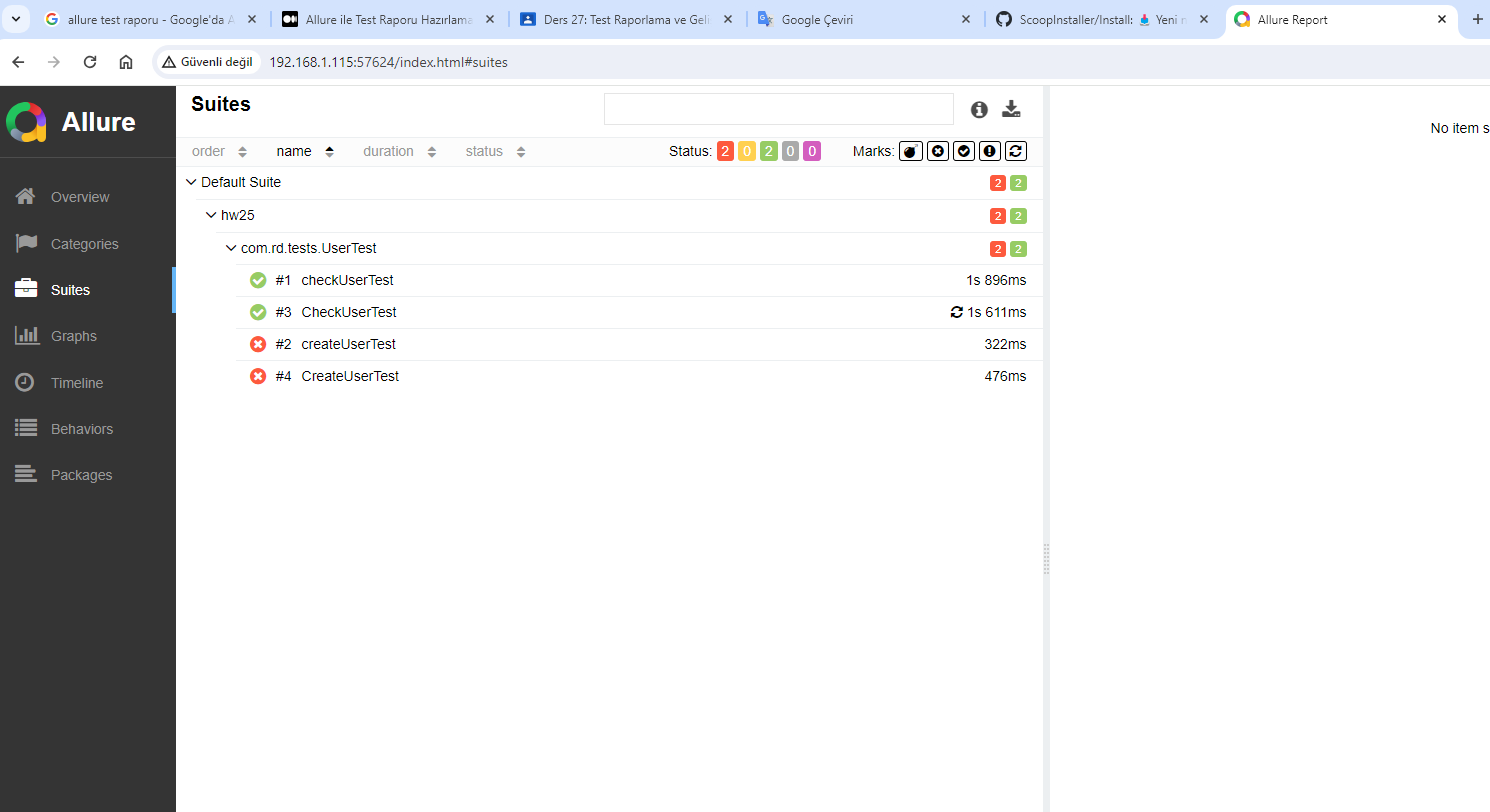 allure test raporu - Google'da A
Allure ile Test Raporu Hazırlama
Ders 27: Test Raporlama ve Geli
Google Çeviri
ScoopInstaller/Install: Yeni n
Allure Report
Güvenli değil
192.168.1.115:57624/index.html#suites
Allure
Overview
Categories
Suites
Graphs
Timeline
Behaviors
Packages
Suites
order name duration status Status: 2 0 2 0 0 Marks:
Default Suite 2 2
hw25 2 2
com.rd.tests.UserTest 2 2
#1 checkUserTest 1s 896ms
#3 CheckUserTest 1s 611ms
#2 createUserTest 322ms
#4 CreateUserTest 476ms
No item s